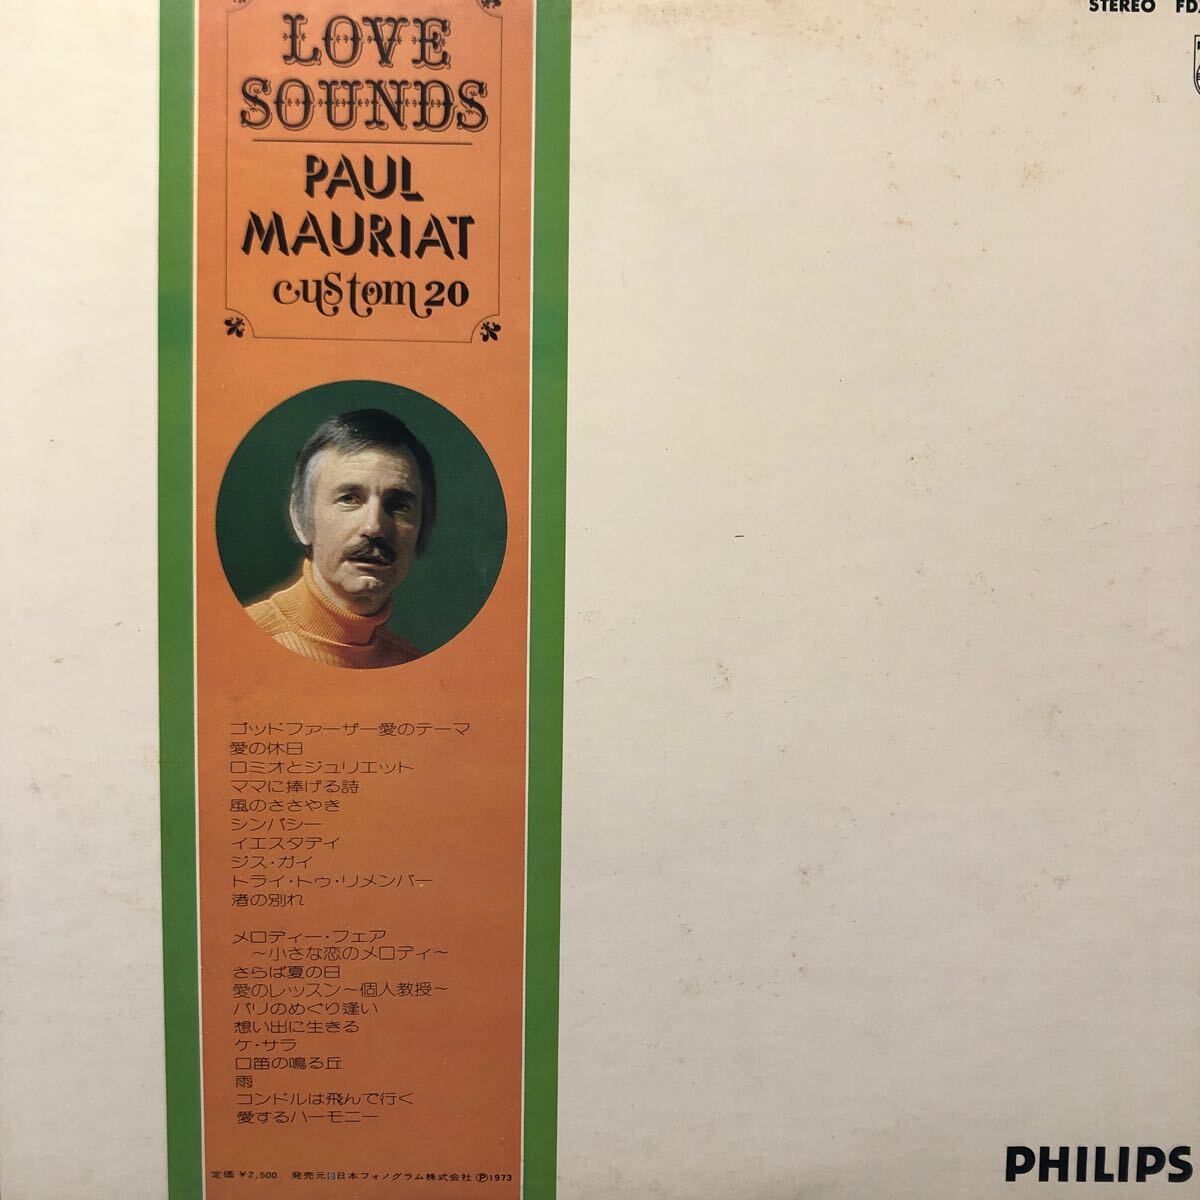 STEREO
LOVE
SOUNDS
PAUL
MAURIAT
custom 20
ゴッドファーザー愛のテーマ
愛の休日
ロミオとジュリエット
ママに捧げる詩
風のささやき
シンパシー
イエスタデイ
ジス・ガイ
トライ・トゥ・リメンバー
渚の別れ
メロディー・フェア
〜小さな恋のメロディ〜
さらば夏の日
愛のレッスン〜個人教授〜
パリのめぐり逢い
想い出に生きる
ケ・サラ
口笛の鳴る丘
雨
コンドルは飛んで行く
愛するハーモニー
定価 ¥2,500 発売元 日本フォノグラム株式会社 Ⓟ1973
PHILIPS